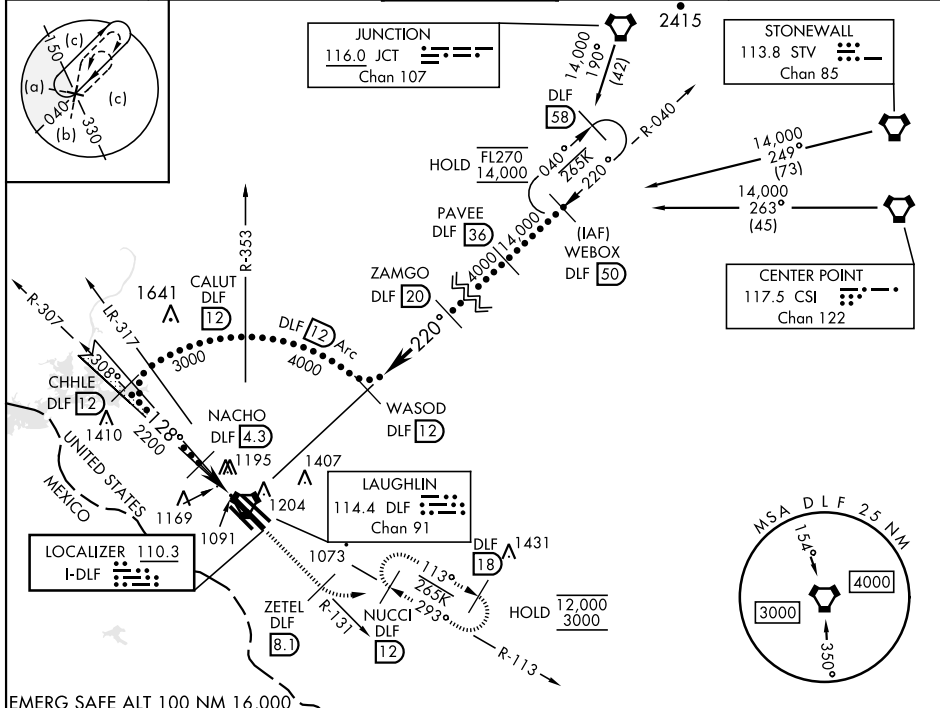 (c)
150
(a)
(c)
040
(b)
330
JUNCTION
116.0 JCT
Chan 107
2415
STONEWALL
113.8 STV
Chan 85
14,000
190°
(42)
DLF
58
R-040
HOLD
FL270
14,000
040°
265K
220°
14,000
249°
(73)
14,000
263°
(45)
PAVEE
DLF 36
4000
14,000
(IAF)
WEBOX
DLF 50
CENTER POINT
117.5 CSI
Chan 122
R-353
ZAMGO
DLF 20
CALUT
DLF
12
1641
R-307
LR-317
DLF 12 Arc
220°
3000
4000
308°
CHHLE
DLF 12
128°
2200
1410
NACHO
DLF 4.3
WASOD
DLF 12
UNITED STATES
MEXICO
1195
1407
1169
1204
1091
LAUGHLIN
114.4 DLF
Chan 91
LOCALIZER 110.3
I-DLF
1073
DLF
18
1431
113°
265K
293°
HOLD
12,000
3000
ZETEL
DLF
8.1
R-131
NUCCI
DLF
12
R-113
MSA DLF 25 NM
154°
4000
3000
350°
EMERG SAFE ALT 100 NM 16,000